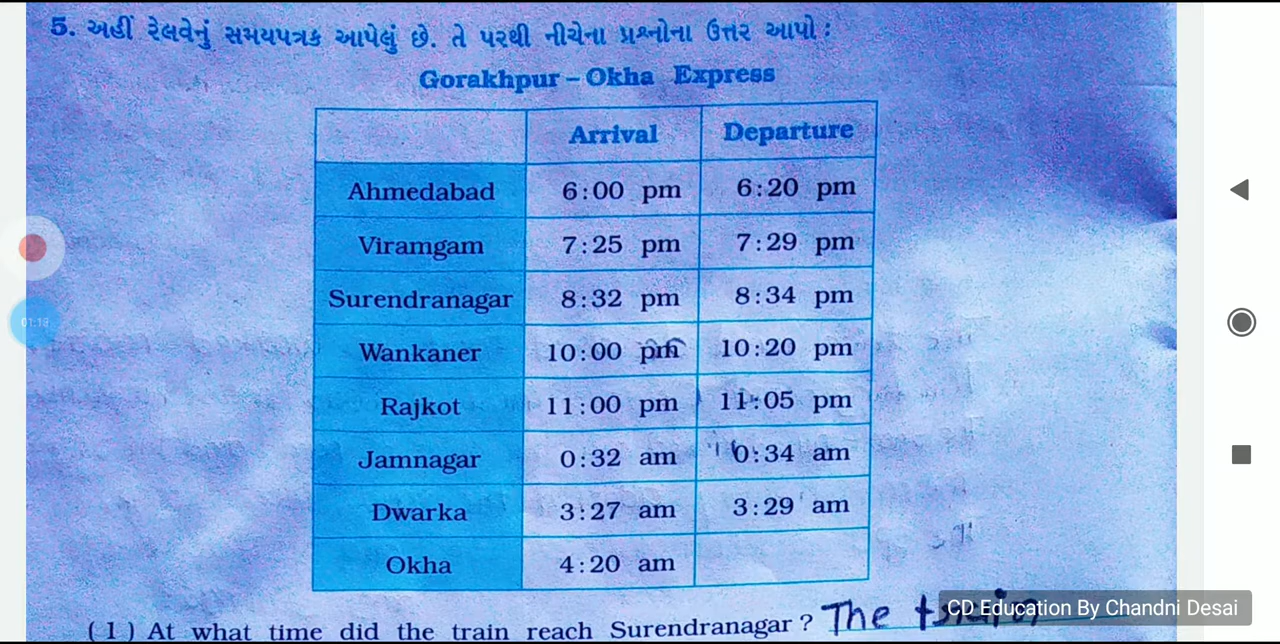 5. અહીં રેલવેનું સમયપત્રક આપેલું છે. તે પરથી નીચેના પ્રશ્નોના ઉત્તર આપો :
Gorakhpur – Okha Express
Arrival Departure
Ahmedabad 6:00 pm 6:20 pm
Viramgam 7:25 pm 7:29 pm
Surendranagar 8:32 pm 8:34 pm
Wankaner 10:00 pm 10:20 pm
Rajkot 11:00 pm 11:05 pm
Jamnagar 0:32 am 0:34 am
Dwarka 3:27 am 3:29 am
Okha 4:20 am
01:19
(1) At what time did the train reach Surendranagar? The train
CD Education By Chandni Desai